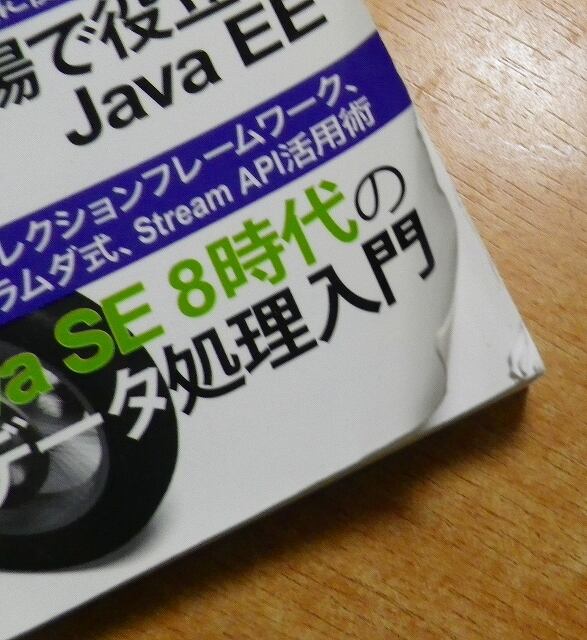 場で役立
Java EE
レクションフレームワーク、
ラムダ式、Stream API活用術
a SE 8時代の
データ処理入門